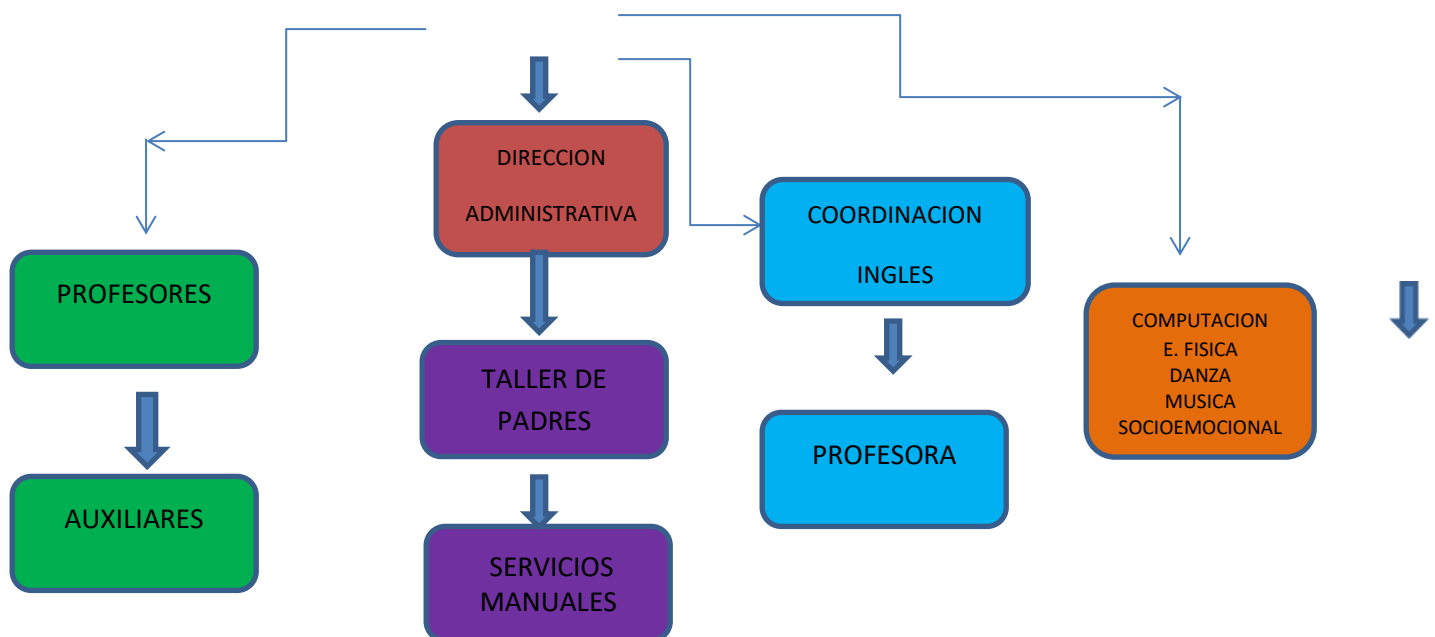 DIRECCION
ADMINISTRATIVA
COORDINACION
INGLES
PROFESORES
COMPUTACION
E. FISICA
DANZA
MUSICA
SOCIOEMOCIONAL
TALLER DE
PADRES
PROFESORA
AUXILIARES
SERVICIOS
MANUALES